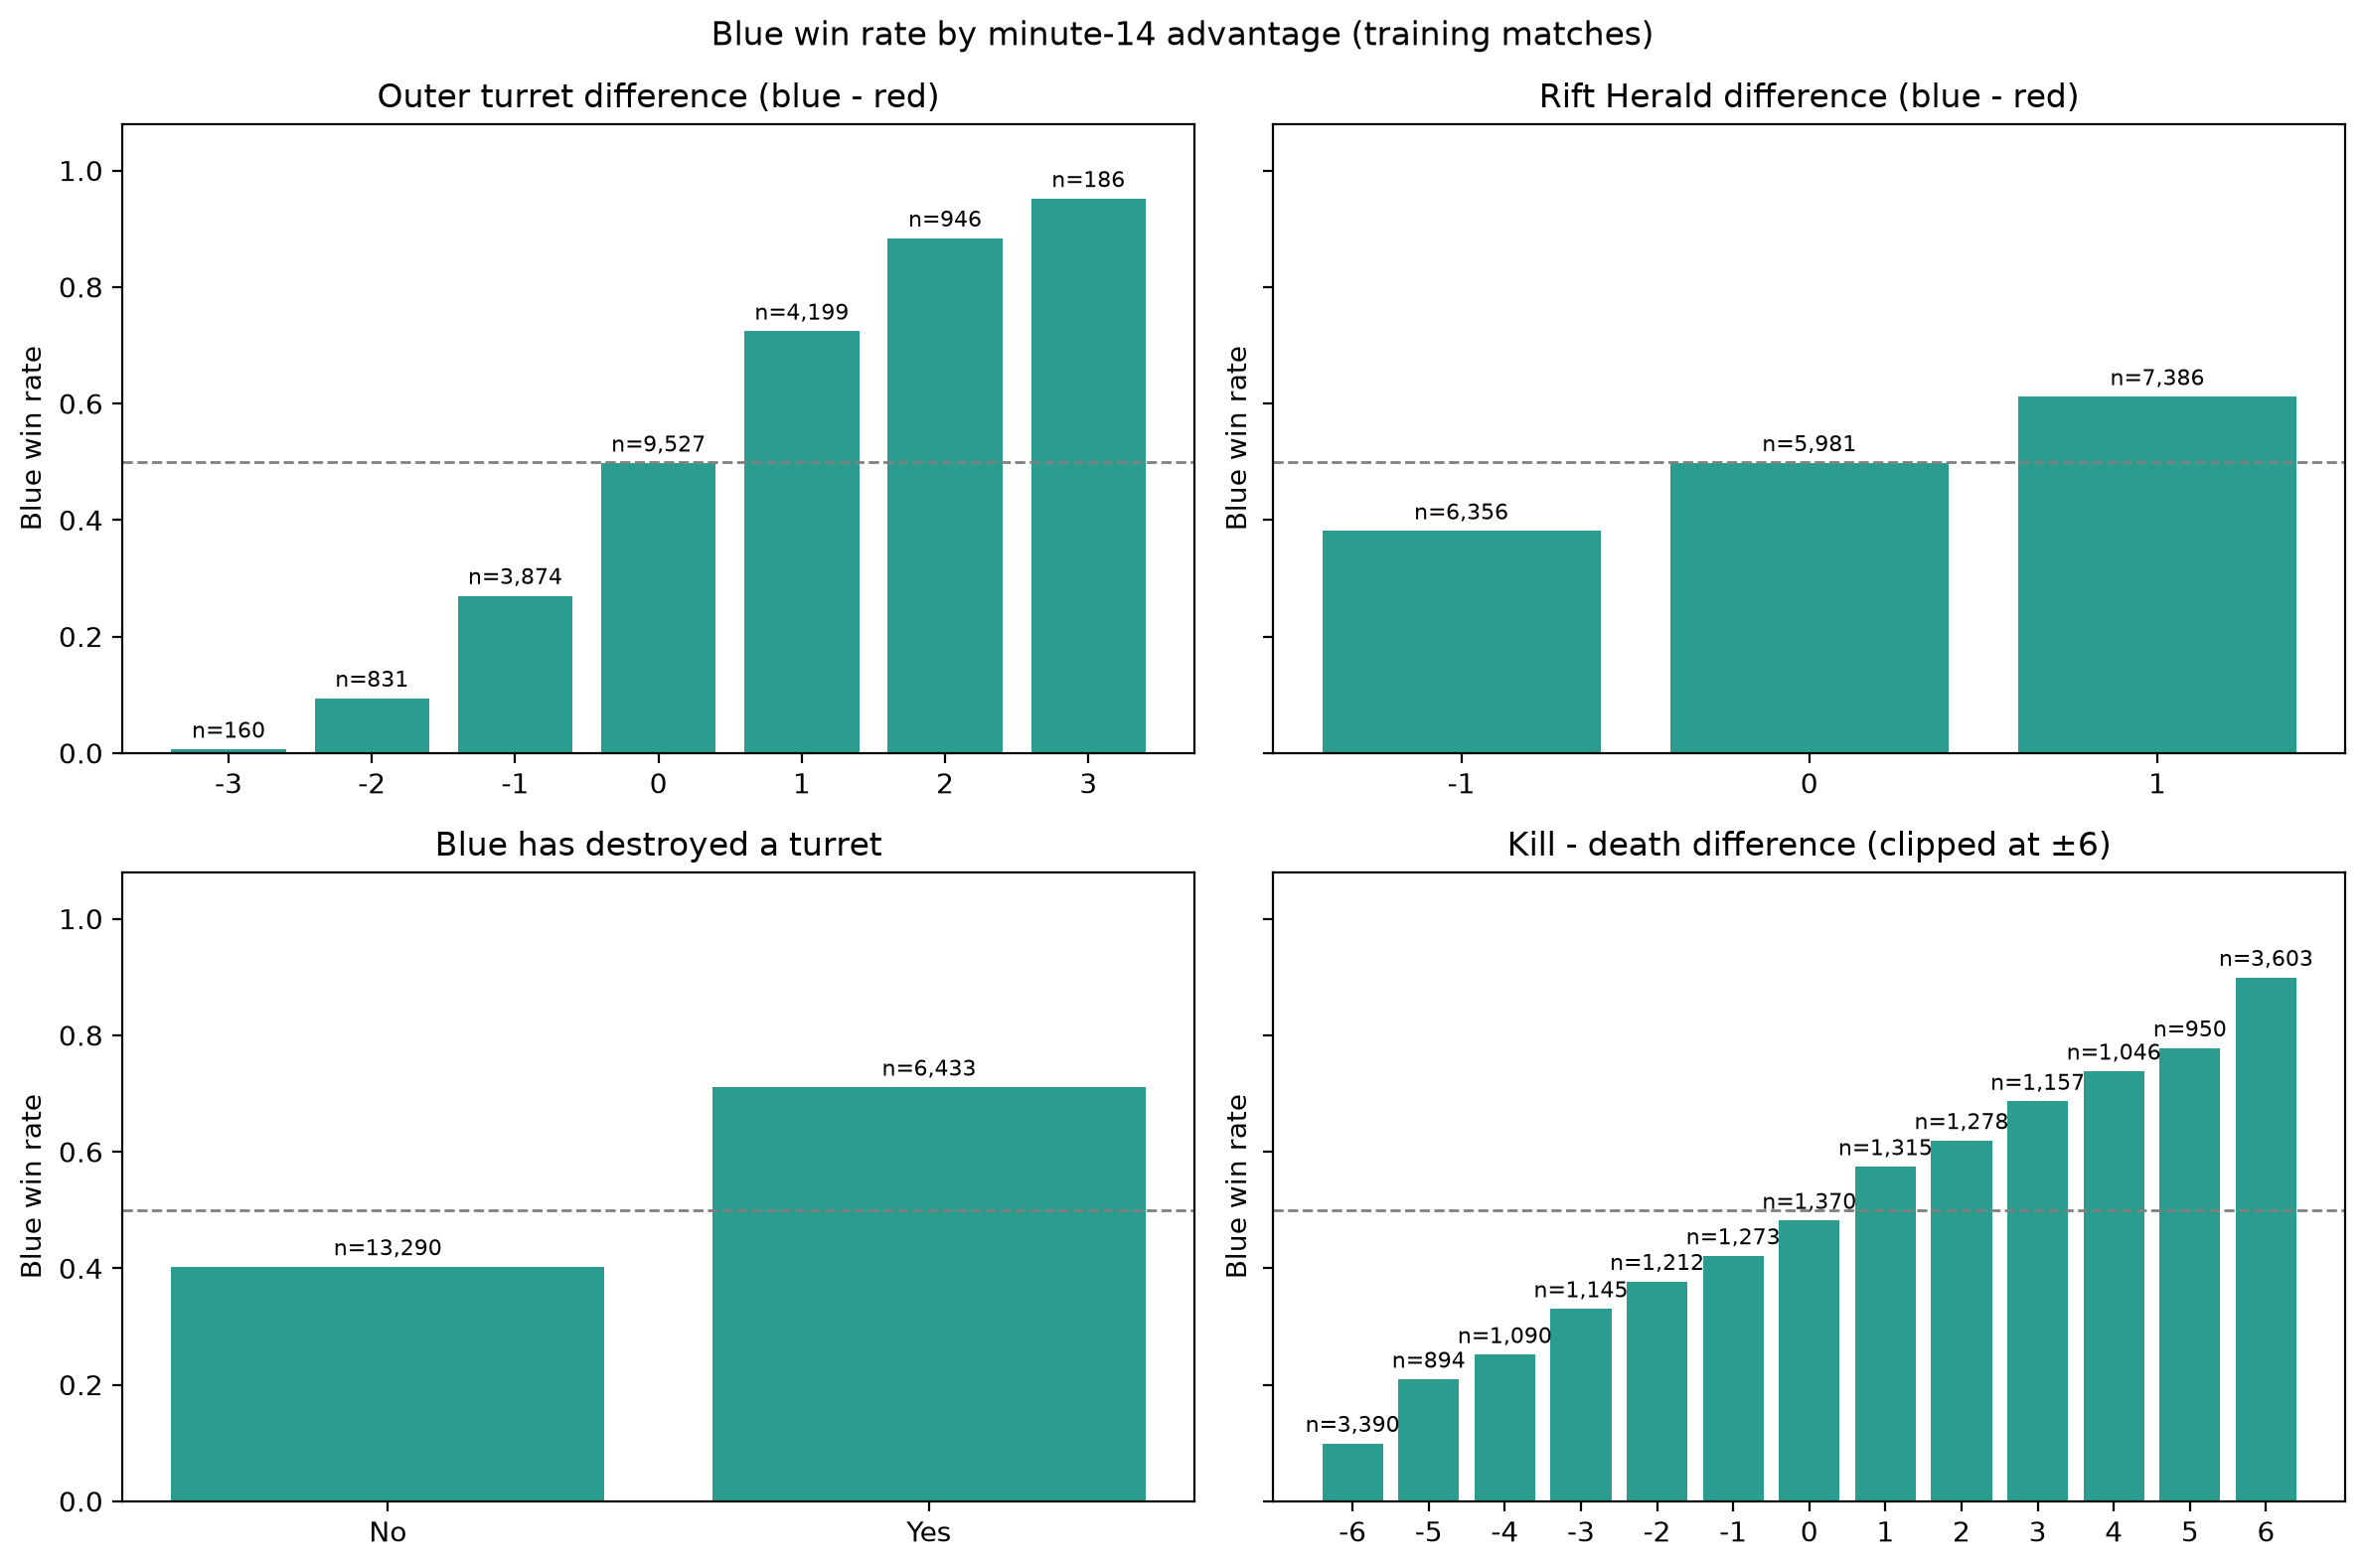 Blue win rate by minute-14 advantage (training matches)
Outer turret difference (blue - red)
Blue win rate
1.0
0.8
0.6
0.4
0.2
0.0
n=160
n=831
n=3,874
n=9,527
n=4,199
n=946
n=186
-3 -2 -1 0 1 2 3
Rift Herald difference (blue - red)
Blue win rate
n=6,356
n=5,981
n=7,386
-1 0 1
Blue has destroyed a turret
Blue win rate
1.0
0.8
0.6
0.4
0.2
0.0
n=13,290
n=6,433
No Yes
Kill - death difference (clipped at ±6)
Blue win rate
n=3,390
n=894
n=1,090
n=1,145
n=1,212
n=1,273
n=1,370
n=1,315
n=1,278
n=1,157
n=1,046
n=950
n=3,603
-6 -5 -4 -3 -2 -1 0 1 2 3 4 5 6